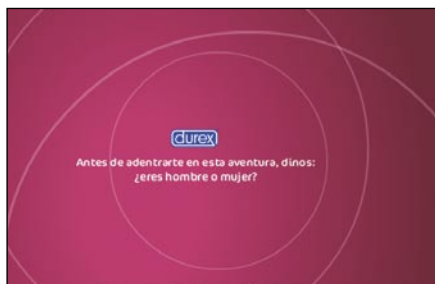 durex
Antes de adentrarte en esta aventura, dinos:
¿eres hombre o mujer?